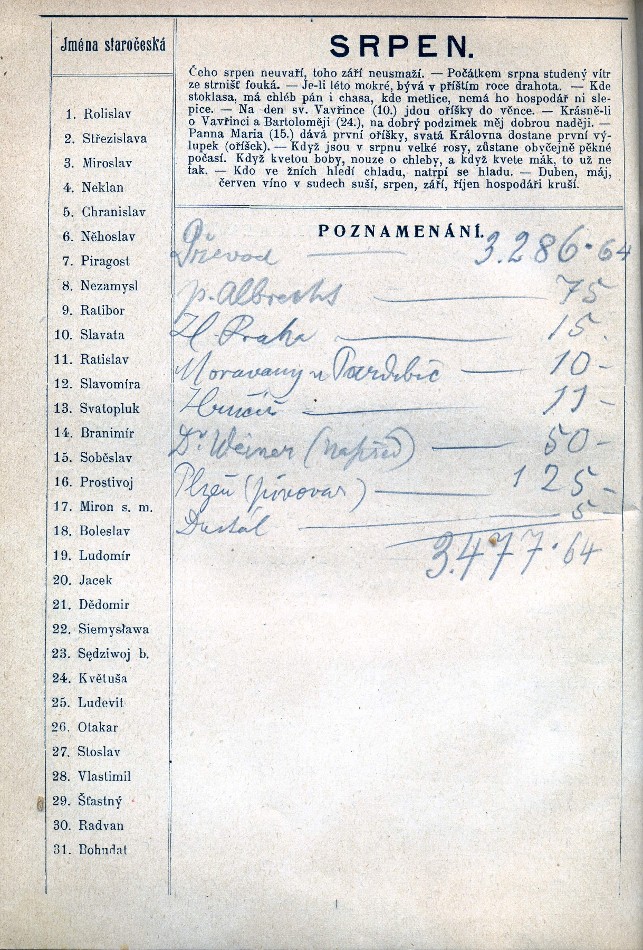 Jména staročeská
1. Rolislav
2. Střezislava
3. Miroslav
4. Neklan
5. Chranislav
6. Něhoslav
7. Piragost
8. Nezamysl
9. Ratibor
10. Slavata
11. Ratislav
12. Slavomíra
13. Svatopluk
14. Branimír
15. Soběslav
16. Prostivoj
17. Miron s. m.
18. Boleslav
19. Ludomír
20. Jacek
21. Dědomir
22. Siemysława
23. Sędziwoj b.
24. Květuša
25. Ludevit
26. Otakar
27. Stoslav
28. Vlastimil
29. Šťastný
30. Radvan
31. Bohudat
SRPEN.
Čeho srpen neuvaří, toho září neusmaží. — Počátkem srpna studený vítr
ze strnišť fouká. — Je-li léto mokré, bývá v příštím roce drahota. — Kde
stoklasa, má chléb pán i chasa, kde metlice, nemá ho hospodář ni sle-
pice. — Na den sv. Vavřince (10.) jdou oříšky do věnce. — Krásně-li
o Vavřinci a Bartoloměji (24.), na dobrý podzimek měj dobrou naději. —
Panna Maria (15.) dává první oříšky, svatá Královna dostane první vý-
lupek (oříšek). — Když jsou v srpnu velké rosy, zůstane obyčejně pěkné
počasí. Když kvetou boby, nouze o chleby, a když kvete mák, to už ne
tak. — Kdo ve žních hledí chladu, natrpí se hladu. — Duben, máj,
červen víno v sudech suší, srpen, září, říjen hospodáři kruší.
POZNAMENÁNÍ.
Převod — 3.286·64
p. Albrechs — 75
H. Praha — 15.
Moravany u Pardubic — 10 –
— 11 –
Dr. Weiner (napřed) — 50 –
Plzeň (pivovar) — 125 –
Dustál — 5 –
3.477·64